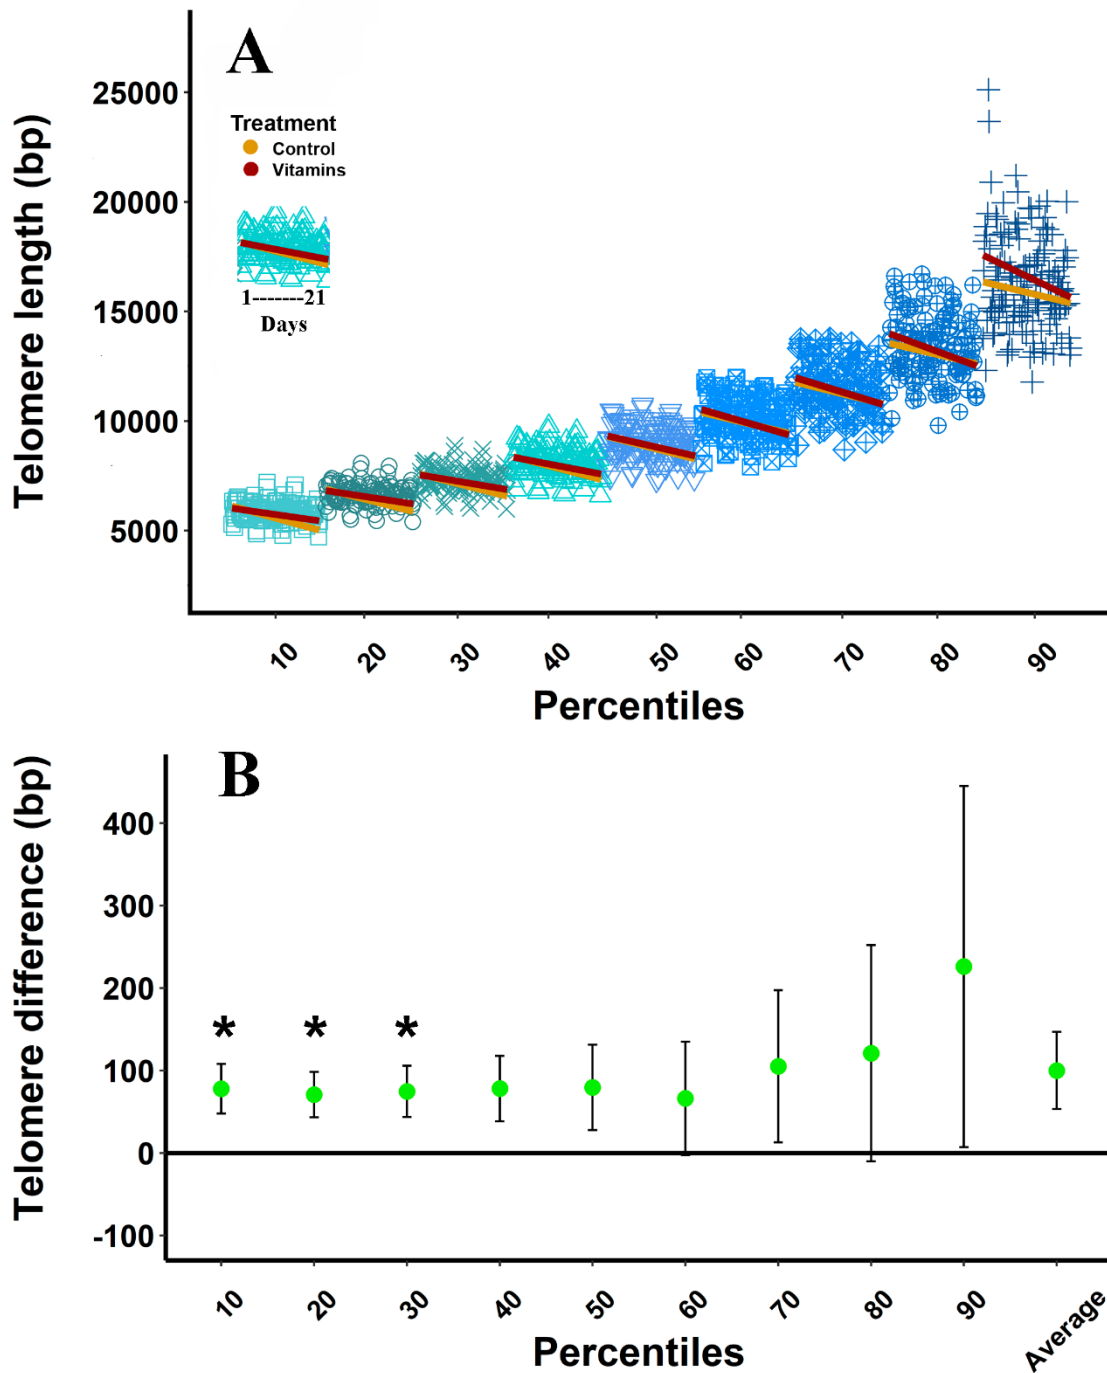 A
Telomere length (bp)
25000
20000
15000
10000
5000
Treatment
Control
Vitamins
1--------21
Days
10 20 30 40 50 60 70 80 90
Percentiles
B
Telomere difference (bp)
400
300
200
100
0
-100
* * *
10 20 30 40 50 60 70 80 90 Average
Percentiles